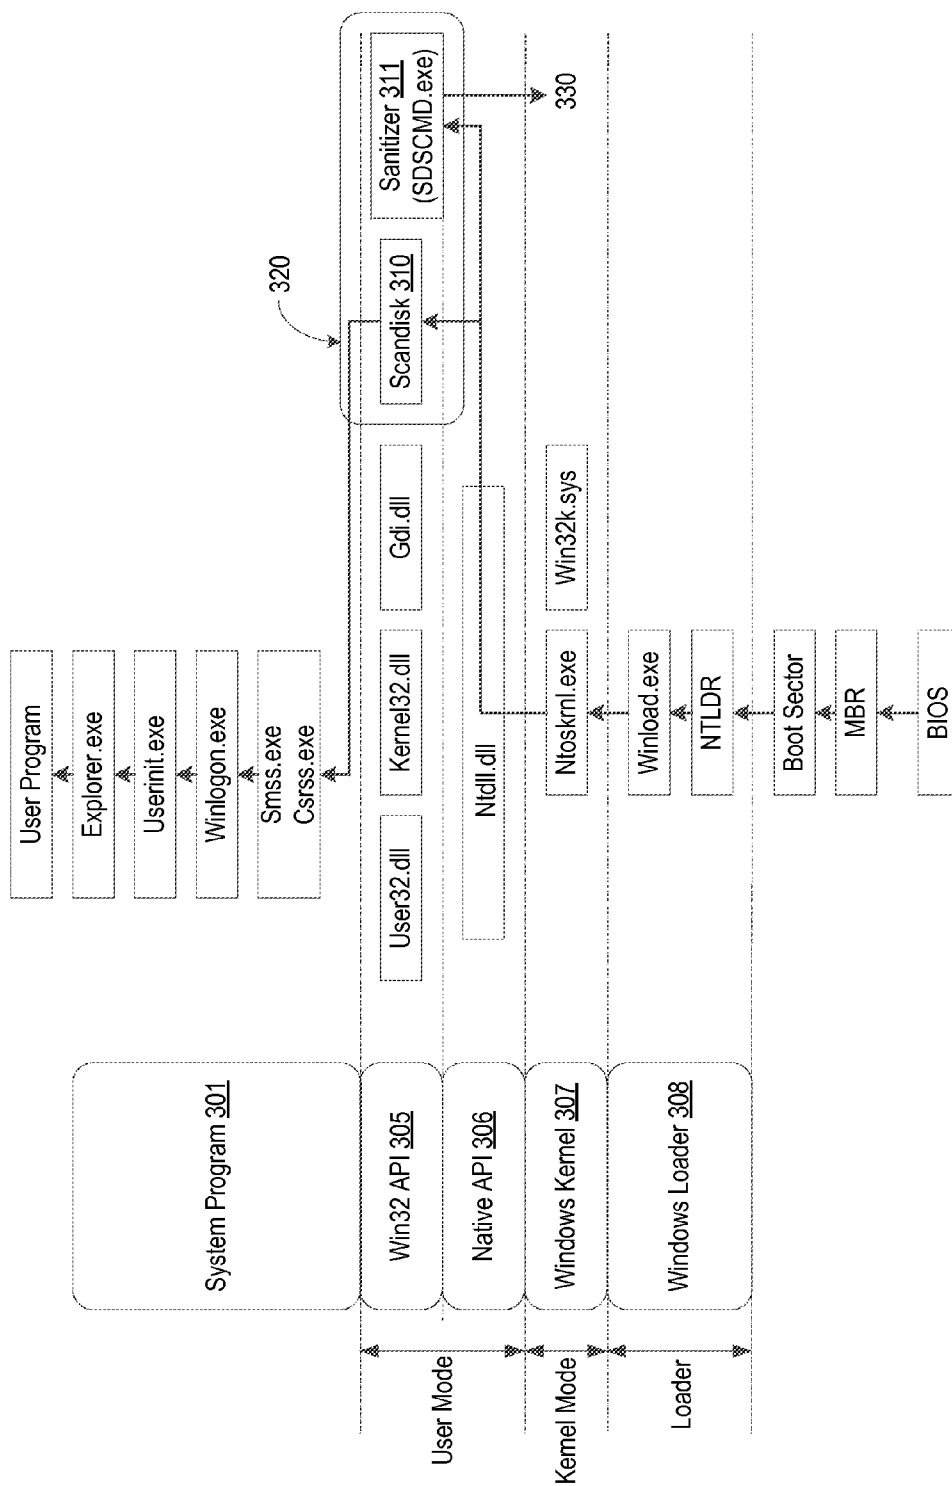 User Program
Explorer.exe
Userinit.exe
Winlogon.exe
Smss.exe
Csrss.exe
320
System Program 301
Win32 API 305
User32.dll
Kernel32.dll
Gdi.dll
Scandisk 310
Sanitizer 311
(SDSCMD.exe)
User Mode
Native API 306
Ntdll.dll
Kernel Mode
Windows Kernel 307
Ntoskrnl.exe
Win32k.sys
330
Loader
Windows Loader 308
Winload.exe
NTLDR
Boot Sector
MBR
BIOS